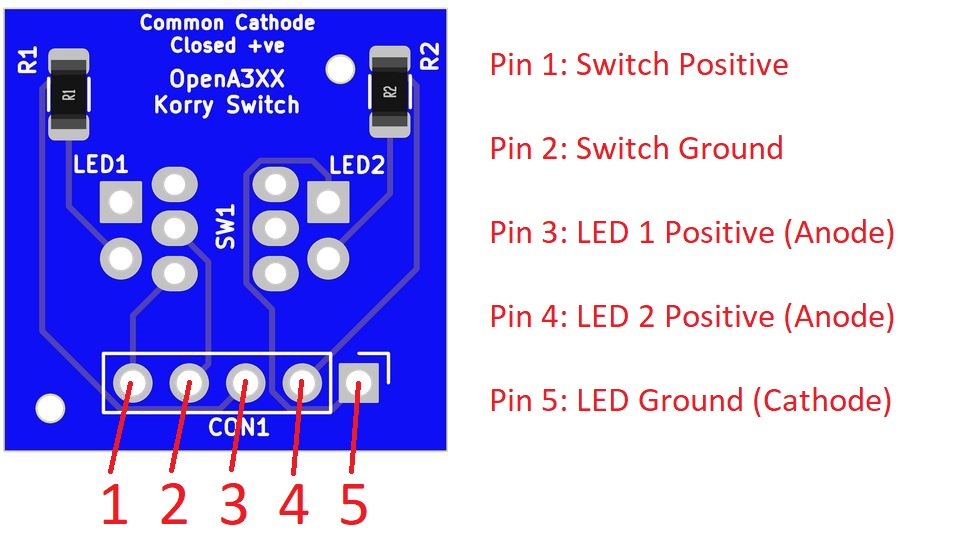 Common Cathode
Closed +ve
OpenA3XX
Korry Switch
R1
R1
R2
R2
LED1
LED2
SW1
CON1
1 2 3 4 5
Pin 1: Switch Positive
Pin 2: Switch Ground
Pin 3: LED 1 Positive (Anode)
Pin 4: LED 2 Positive (Anode)
Pin 5: LED Ground (Cathode)